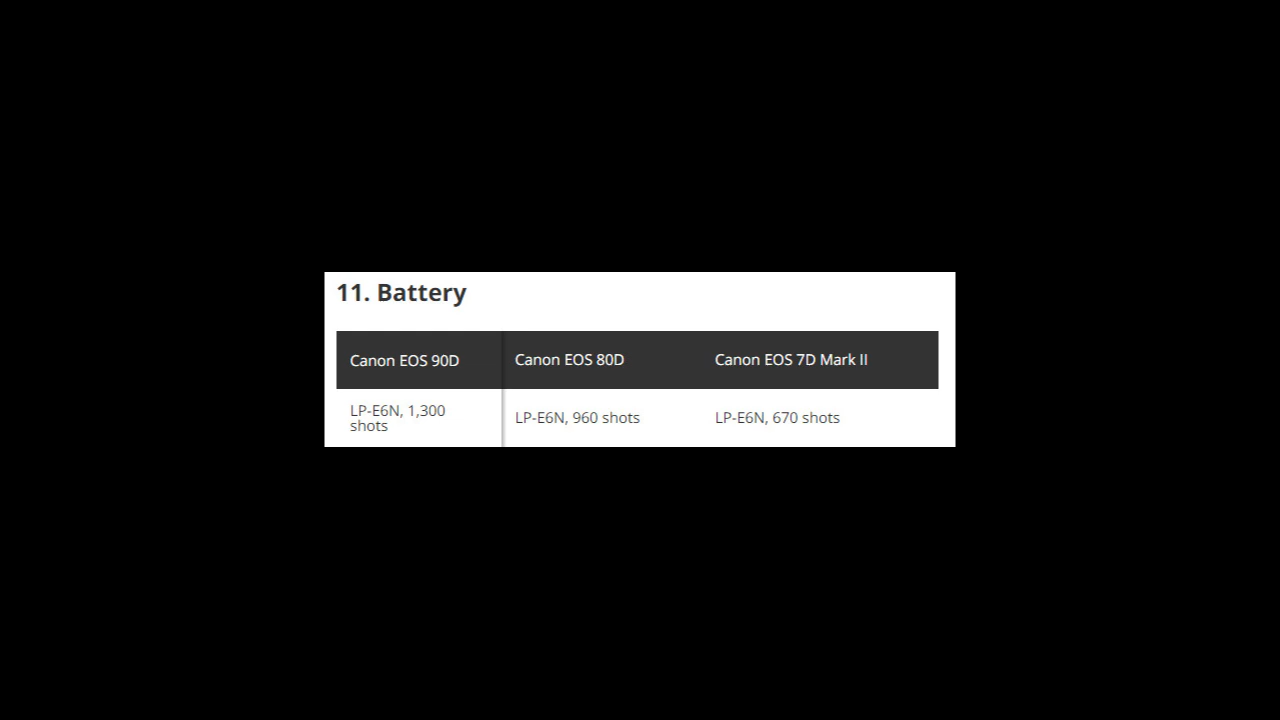 11. Battery
Canon EOS 90D
Canon EOS 80D
Canon EOS 7D Mark II
LP-E6N, 1,300
shots
LP-E6N, 960 shots
LP-E6N, 670 shots